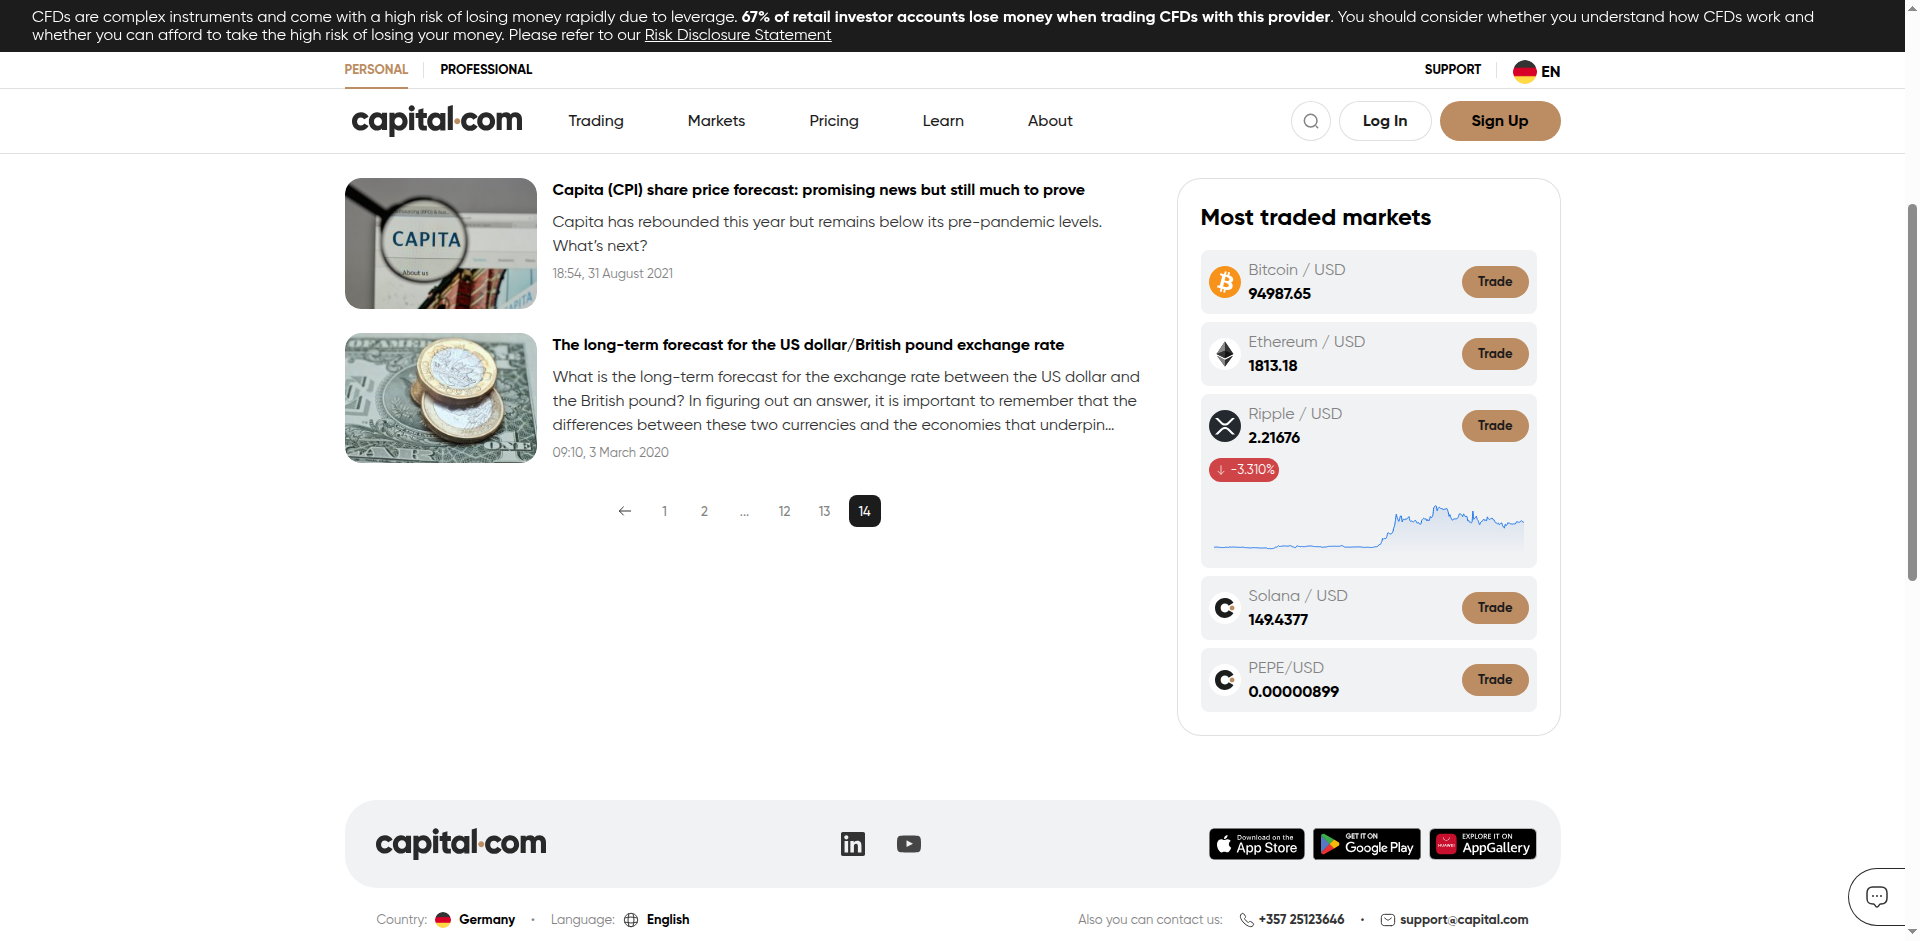 CFDs are complex instruments and come with a high risk of losing money rapidly due to leverage. 67% of retail investor accounts lose money when trading CFDs with this provider. You should consider whether you understand how CFDs work and
whether you can afford to take the high risk of losing your money. Please refer to our Risk Disclosure Statement
PERSONAL
PROFESSIONAL
SUPPORT
EN
capital.com
Trading
Markets
Pricing
Learn
About
Log In
Sign Up
CAPITA
About us
Capita (CPI) share price forecast: promising news but still much to prove
Capita has rebounded this year but remains below its pre-pandemic levels.
What's next?
18:54, 31 August 2021
The long-term forecast for the US dollar/British pound exchange rate
What is the long-term forecast for the exchange rate between the US dollar and
the British pound? In figuring out an answer, it is important to remember that the
differences between these two currencies and the economies that underpin...
09:10, 3 March 2020
1
2
...
12
13
14
Most traded markets
Bitcoin / USD
94987.65
Trade
Ethereum / USD
1813.18
Trade
Ripple / USD
2.21676
Trade
↓ -3.310%
Solana / USD
149.4377
Trade
PEPE/USD
0.00000899
Trade
capital.com
in
Download on the
App Store
GET IT ON
Google Play
HUAWEI
EXPLORE IT ON
AppGallery
Country: Germany · Language: English
Also you can contact us: +357 25123646 · support@capital.com